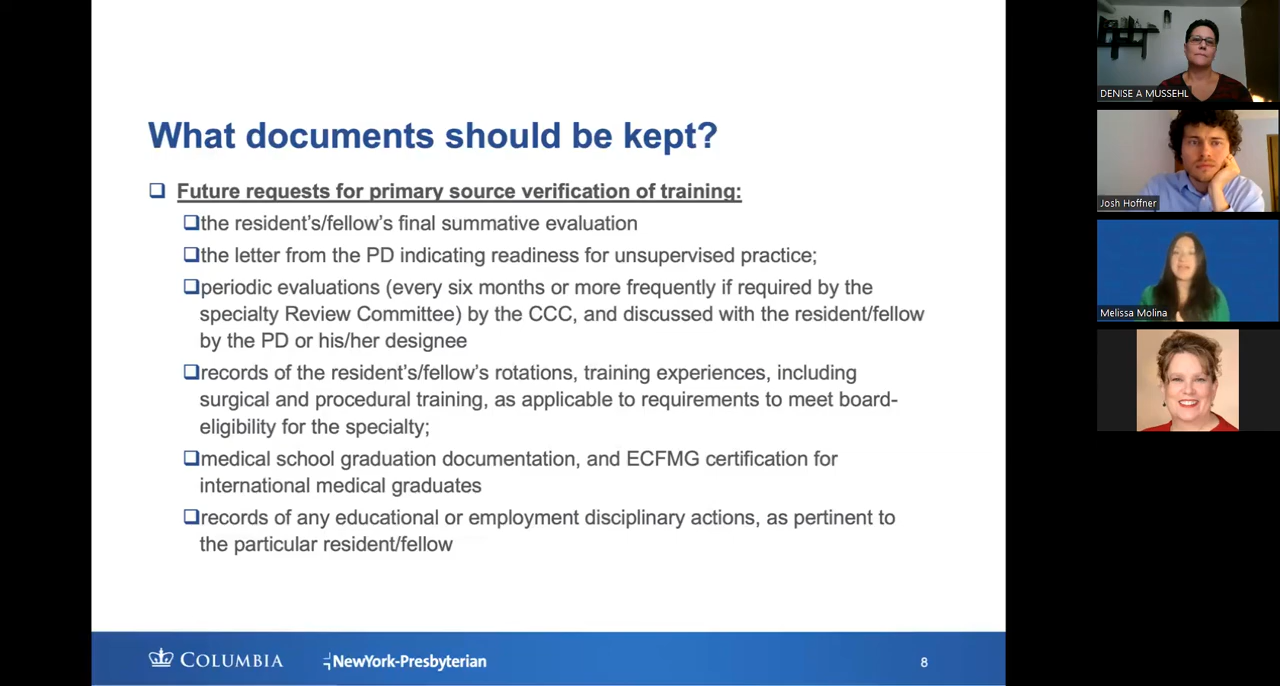 What documents should be kept?
Future requests for primary source verification of training:
the resident's/fellow's final summative evaluation
the letter from the PD indicating readiness for unsupervised practice;
periodic evaluations (every six months or more frequently if required by the
specialty Review Committee) by the CCC, and discussed with the resident/fellow
by the PD or his/her designee
records of the resident's/fellow's rotations, training experiences, including
surgical and procedural training, as applicable to requirements to meet board-
eligibility for the specialty;
medical school graduation documentation, and ECFMG certification for
international medical graduates
records of any educational or employment disciplinary actions, as pertinent to
the particular resident/fellow
COLUMBIA
NewYork-Presbyterian
8
DENISE A MUSSEHL
Josh Hoffner
Melissa Molina